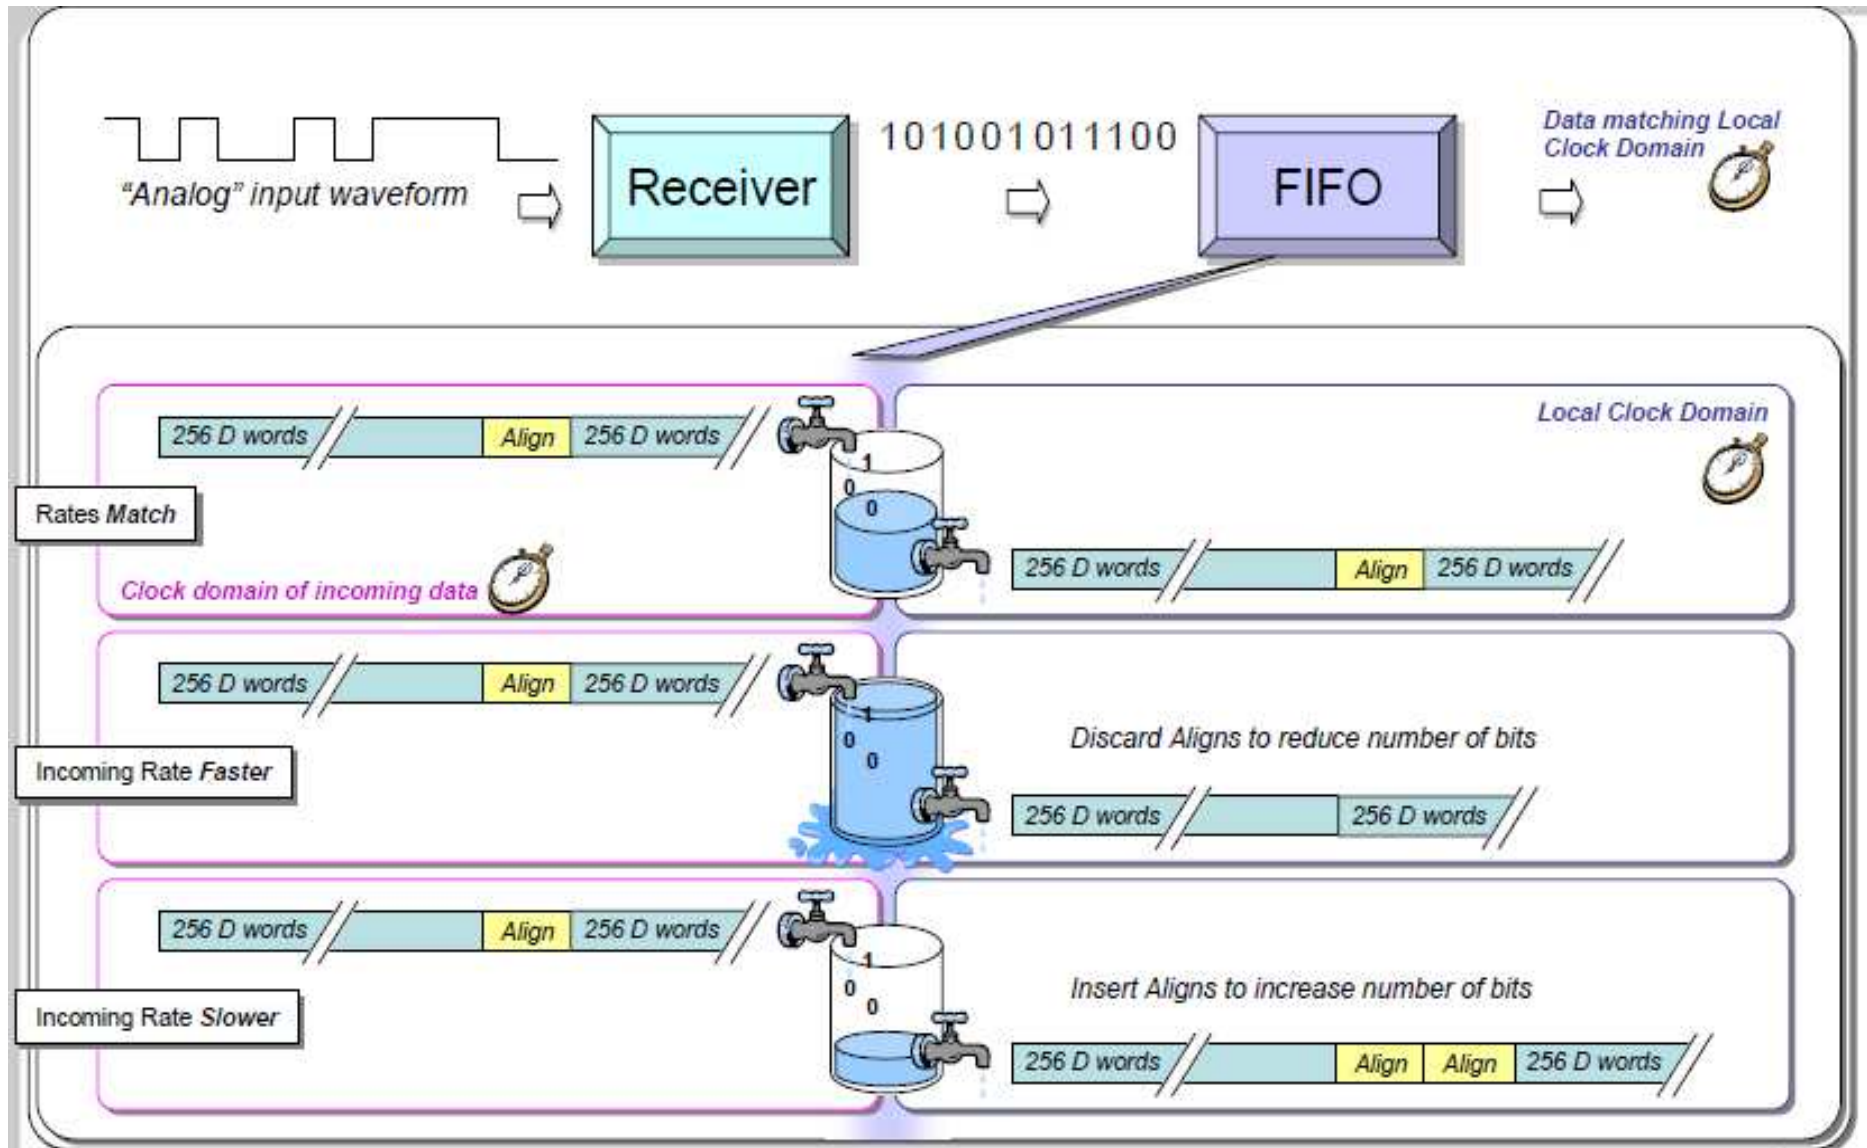 101001011100
Data matching Local
Clock Domain
"Analog" input waveform
Receiver
FIFO
256 D words
Align
256 D words
Local Clock Domain
1
0
0
Rates Match
Clock domain of incoming data
256 D words
Align
256 D words
256 D words
Align
256 D words
1
0
0
Incoming Rate Faster
Discard Aligns to reduce number of bits
256 D words
256 D words
256 D words
Align
256 D words
1
0
0
Incoming Rate Slower
Insert Aligns to increase number of bits
256 D words
Align
Align
256 D words